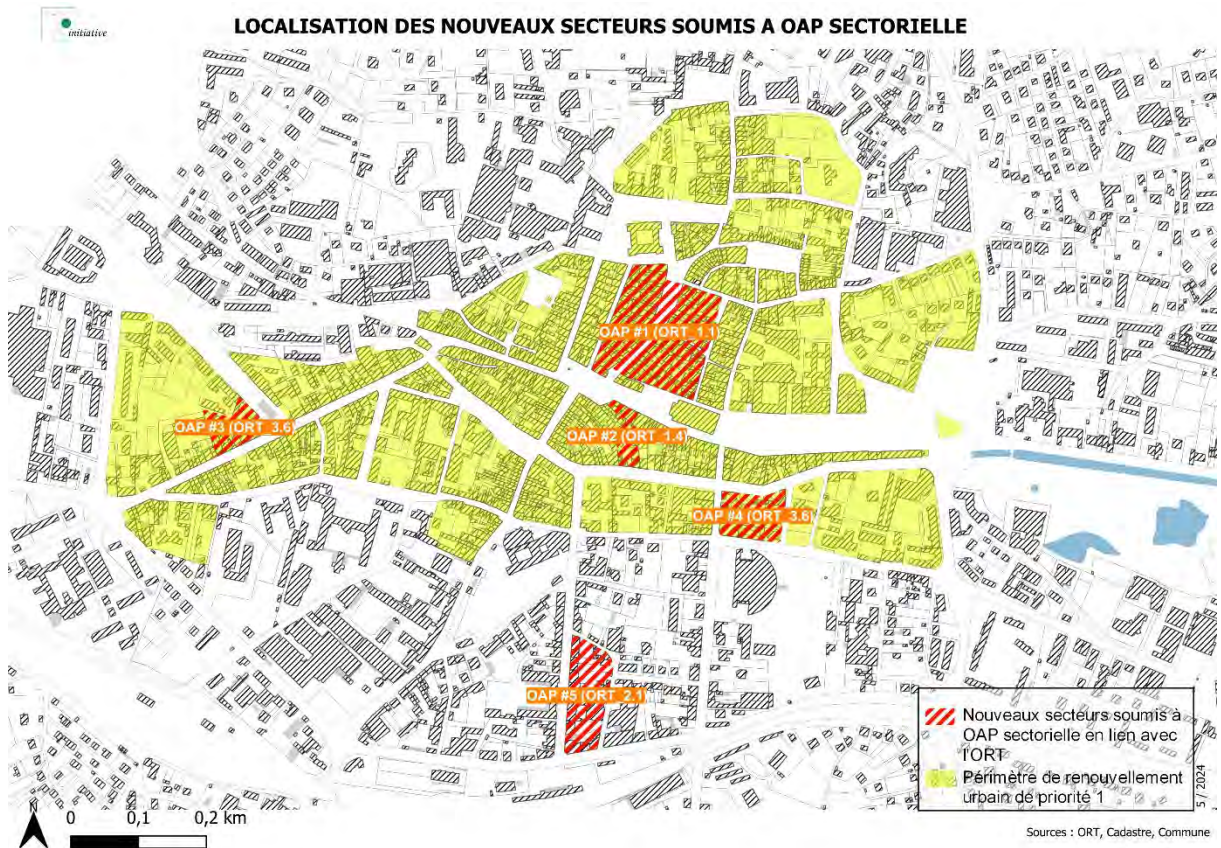 initiative
LOCALISATION DES NOUVEAUX SECTEURS SOUMIS A OAP SECTORIELLE
OAP #1 (ORT 1.1)
OAP #3 (ORT 3.6)
OAP #2 (ORT 1.4)
OAP #4 (ORT 3.6)
OAP #5 (ORT 2.1)
Nouveaux secteurs soumis à
OAP sectorielle en lien avec
l'ORT
Périmètre de renouvellement
urbain de priorité 1
5 / 2024
N
0 0,1 0,2 km
Sources : ORT, Cadastre, Commune